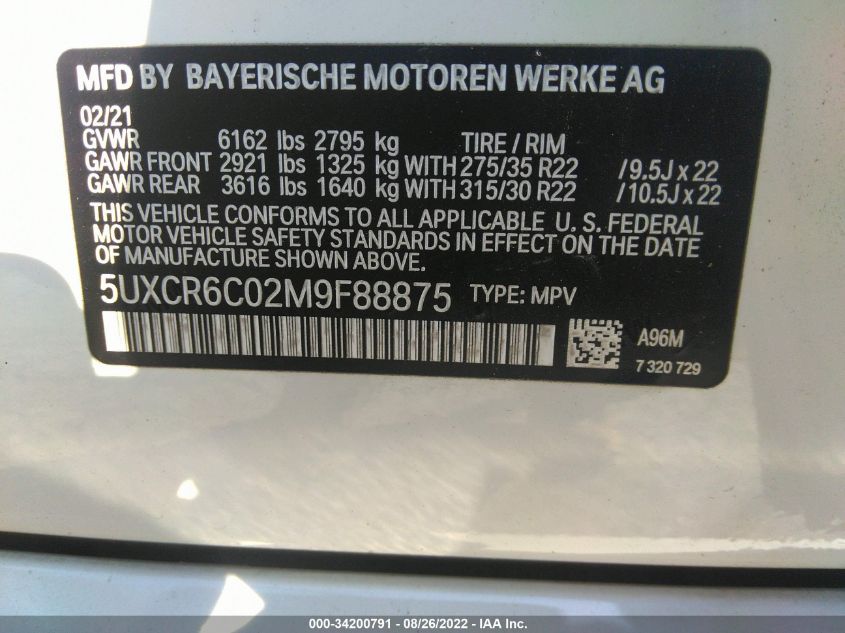 MFD BY BAYERISCHE MOTOREN WERKE AG
02/21
GVWR 6162 lbs 2795 kg TIRE / RIM
GAWR FRONT 2921 lbs 1325 kg WITH 275/35 R22 / 9.5J x 22
GAWR REAR 3616 lbs 1640 kg WITH 315/30 R22 / 10.5J x 22
THIS VEHICLE CONFORMS TO ALL APPLICABLE U. S. FEDERAL
MOTOR VEHICLE SAFETY STANDARDS IN EFFECT ON THE DATE
OF MANUFACTURE SHOWN ABOVE.
5UXCR6C02M9F88875 TYPE: MPV
A96M
7 320 729
000-34200791 - 08/26/2022 - IAA Inc.